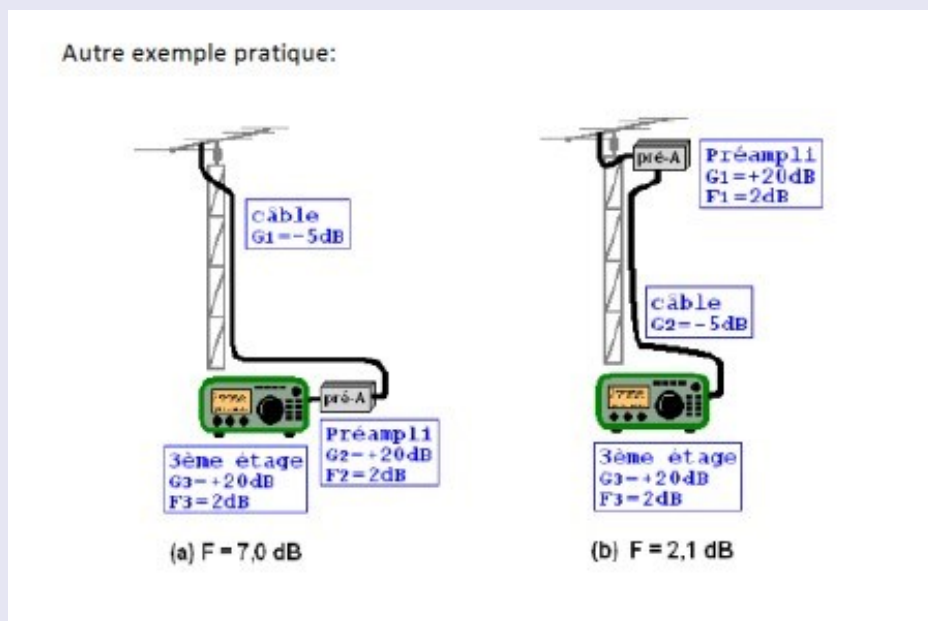 Autre exemple pratique:
câble
G1=-5dB
pré-A
Préampli
G2=+20dB
F2=2dB
3ème étage
G3=+20dB
F3=2dB
(a) F = 7,0 dB
pré-A
Préampli
G1=+20dB
F1=2dB
câble
G2=-5dB
3ème étage
G3=+20dB
F3=2dB
(b) F = 2,1 dB